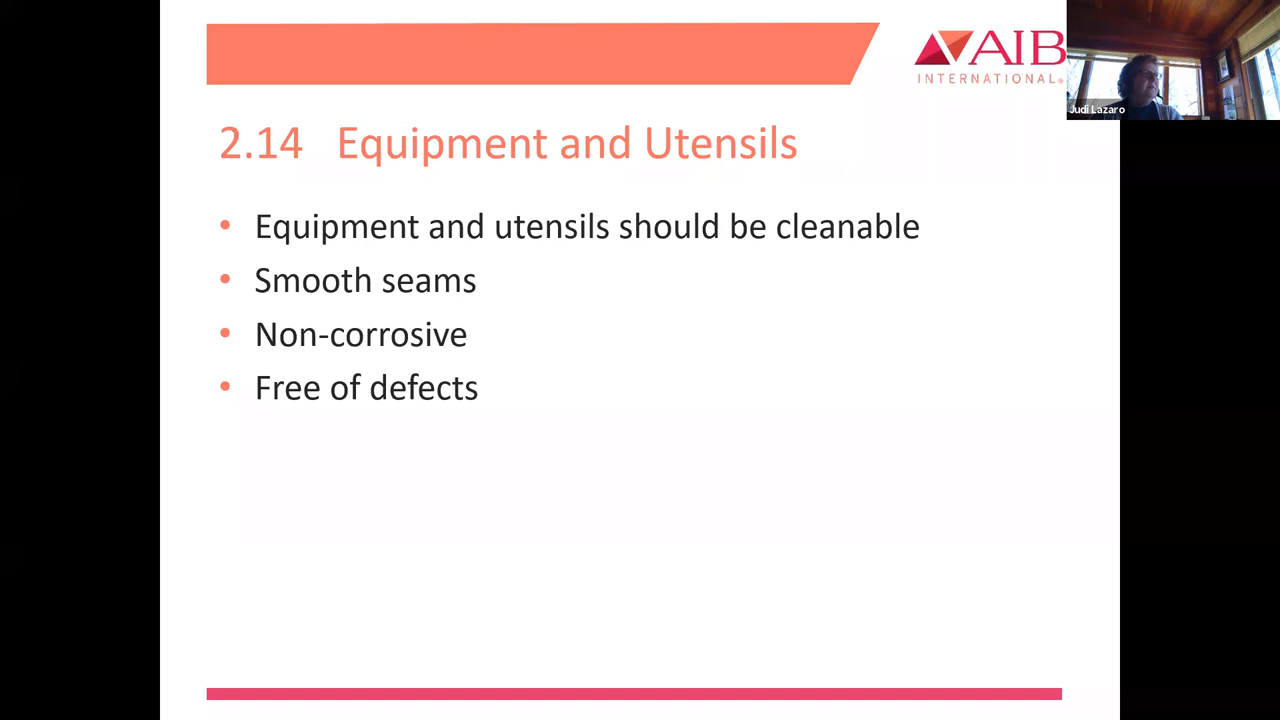 AIB
INTERNATIONAL®
Judi Lazaro
2.14 Equipment and Utensils
• Equipment and utensils should be cleanable
• Smooth seams
• Non-corrosive
• Free of defects